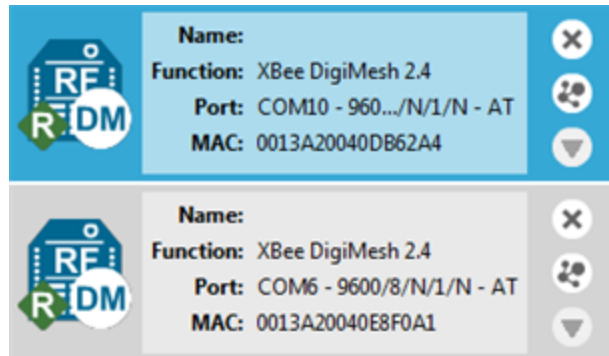 RF
R DM
Name:
Function: XBee DigiMesh 2.4
Port: COM10 - 960.../N/1/N - AT
MAC: 0013A20040DB62A4
RF
R DM
Name:
Function: XBee DigiMesh 2.4
Port: COM6 - 9600/8/N/1/N - AT
MAC: 0013A20040E8F0A1